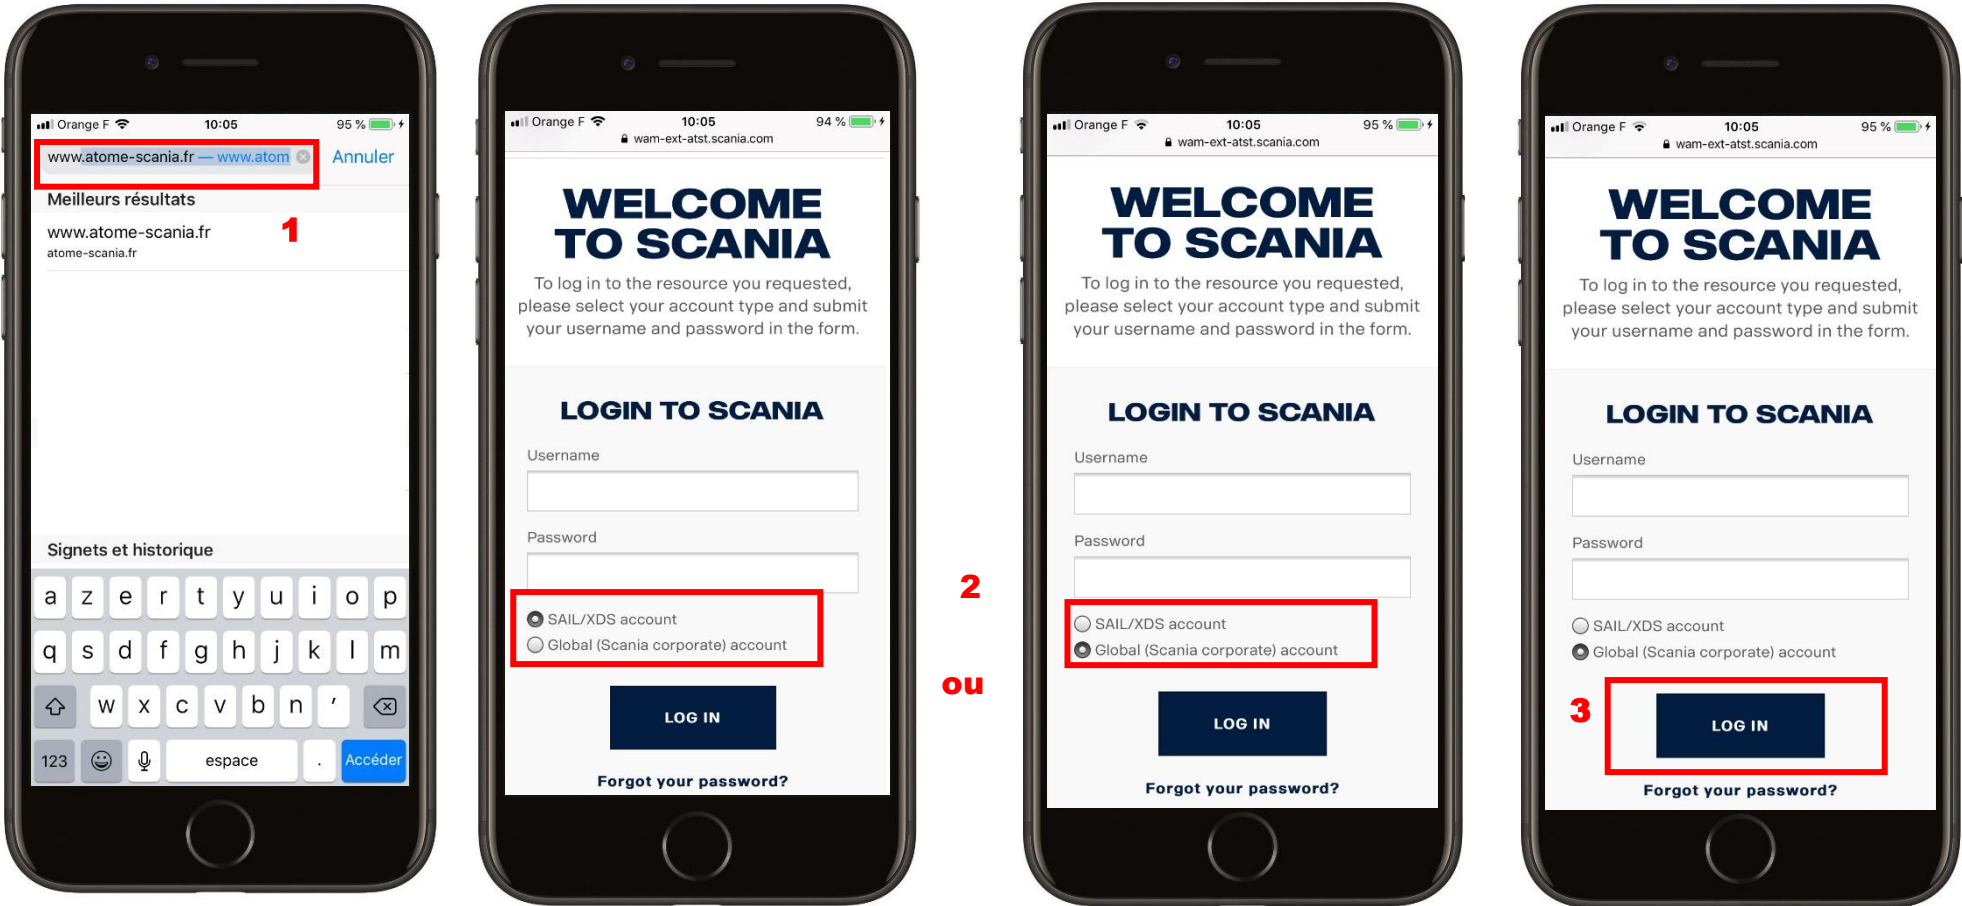 Orange F 10:05 95 %
www.atome-scania.fr — www.atom Annuler
Meilleurs résultats
www.atome-scania.fr
atome-scania.fr
1
Signets et historique
a z e r t y u i o p
q s d f g h j k l m
w x c v b n ’
123 espace . Accéder
Orange F 10:05 94 %
wam-ext-atst.scania.com
WELCOME
TO SCANIA
To log in to the resource you requested,
please select your account type and submit
your username and password in the form.
LOGIN TO SCANIA
Username
Password
SAIL/XDS account
Global (Scania corporate) account
LOG IN
Forgot your password?
2
ou
Orange F 10:05 95 %
wam-ext-atst.scania.com
WELCOME
TO SCANIA
To log in to the resource you requested,
please select your account type and submit
your username and password in the form.
LOGIN TO SCANIA
Username
Password
SAIL/XDS account
Global (Scania corporate) account
LOG IN
Forgot your password?
Orange F 10:05 95 %
wam-ext-atst.scania.com
WELCOME
TO SCANIA
To log in to the resource you requested,
please select your account type and submit
your username and password in the form.
LOGIN TO SCANIA
Username
Password
SAIL/XDS account
Global (Scania corporate) account
3
LOG IN
Forgot your password?